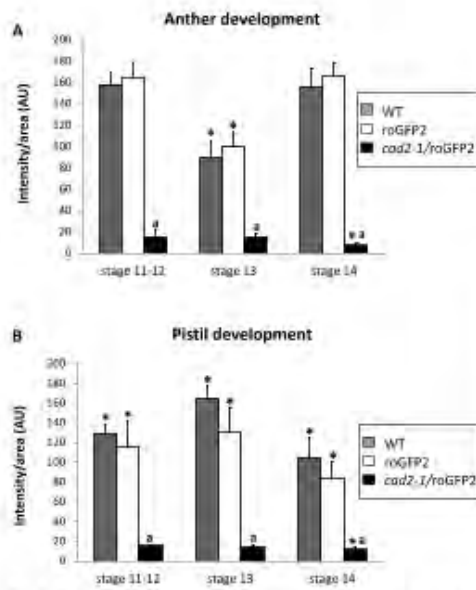 Anther development
A
200
180
160
140
120
100
80
60
40
20
0
Intensity/area (AU)
* *
a a * a
stage 11-12 stage 13 stage 14
WT
roGFP2
cad2-1/roGFP2
Pistil development
B
200
180
160
140
120
100
80
60
40
20
0
Intensity/area (AU)
* * * * * *
a a * a
stage 11-12 stage 13 stage 14
WT
roGFP2
cad2-1/roGFP2